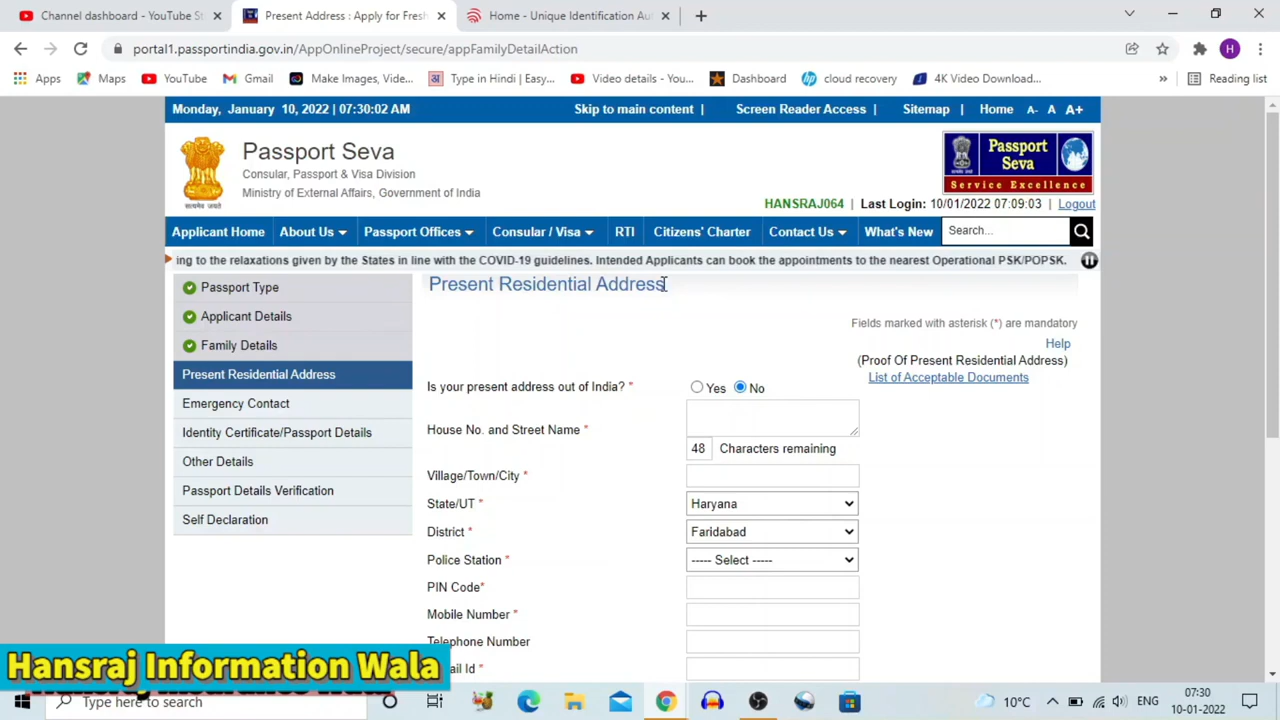 Channel dashboard - YouTube St
Present Address : Apply for Fresh
Home - Unique Identification Aut
portal1.passportindia.gov.in/AppOnlineProject/secure/appFamilyDetailAction
H
Apps
Maps
YouTube
Gmail
Make Images, Vide...
Type in Hindi | Easy...
Video details - You...
Dashboard
cloud recovery
4K Video Download...
»
Reading list
Monday, January 10, 2022 | 07:30:02 AM
Skip to main content |
Screen Reader Access |
Sitemap |
Home
A-
A
A+
Passport Seva
Consular, Passport & Visa Division
Ministry of External Affairs, Government of India
सत्यमेव जयते
Passport
Seva
Service Excellence
HANSRAJ064 | Last Login: 10/01/2022 07:09:03 | Logout
Applicant Home
About Us
Passport Offices
Consular / Visa
RTI
Citizens' Charter
Contact Us
What's New
Search...
ing to the relaxations given by the States in line with the COVID-19 guidelines. Intended Applicants can book the appointments to the nearest Operational PSK/POPSK.
Passport Type
Applicant Details
Family Details
Present Residential Address
Emergency Contact
Identity Certificate/Passport Details
Other Details
Passport Details Verification
Self Declaration
Present Residential Address
Fields marked with asterisk (*) are mandatory
Help
(Proof Of Present Residential Address)
List of Acceptable Documents
Is your present address out of India? *
Yes
No
House No. and Street Name *
48 Characters remaining
Village/Town/City *
State/UT *
Haryana
District *
Faridabad
Police Station *
----- Select -----
PIN Code*
Mobile Number *
Telephone Number
ail Id *
Hansraj Information Wala
Type here to search
10°C
ENG
07:30
10-01-2022